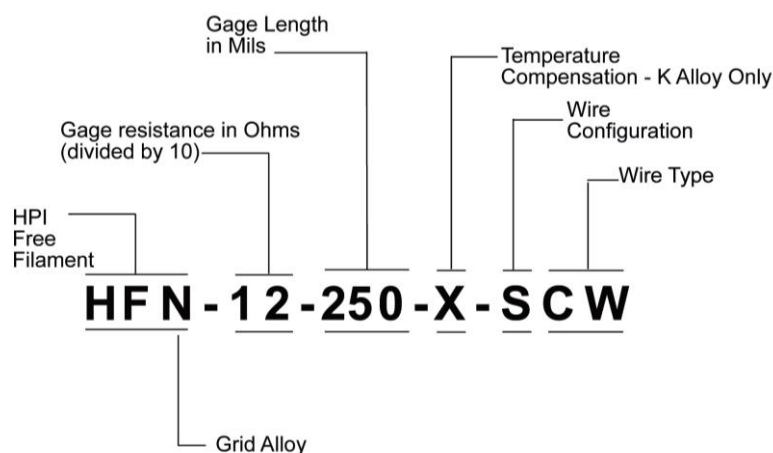 Gage Length
in Mils
Temperature
Compensation - K Alloy Only
Wire
Configuration
Gage resistance in Ohms
(divided by 10)
Wire Type
HPI
Free
Filament
HFN-12-250-X-SCW
Grid Alloy